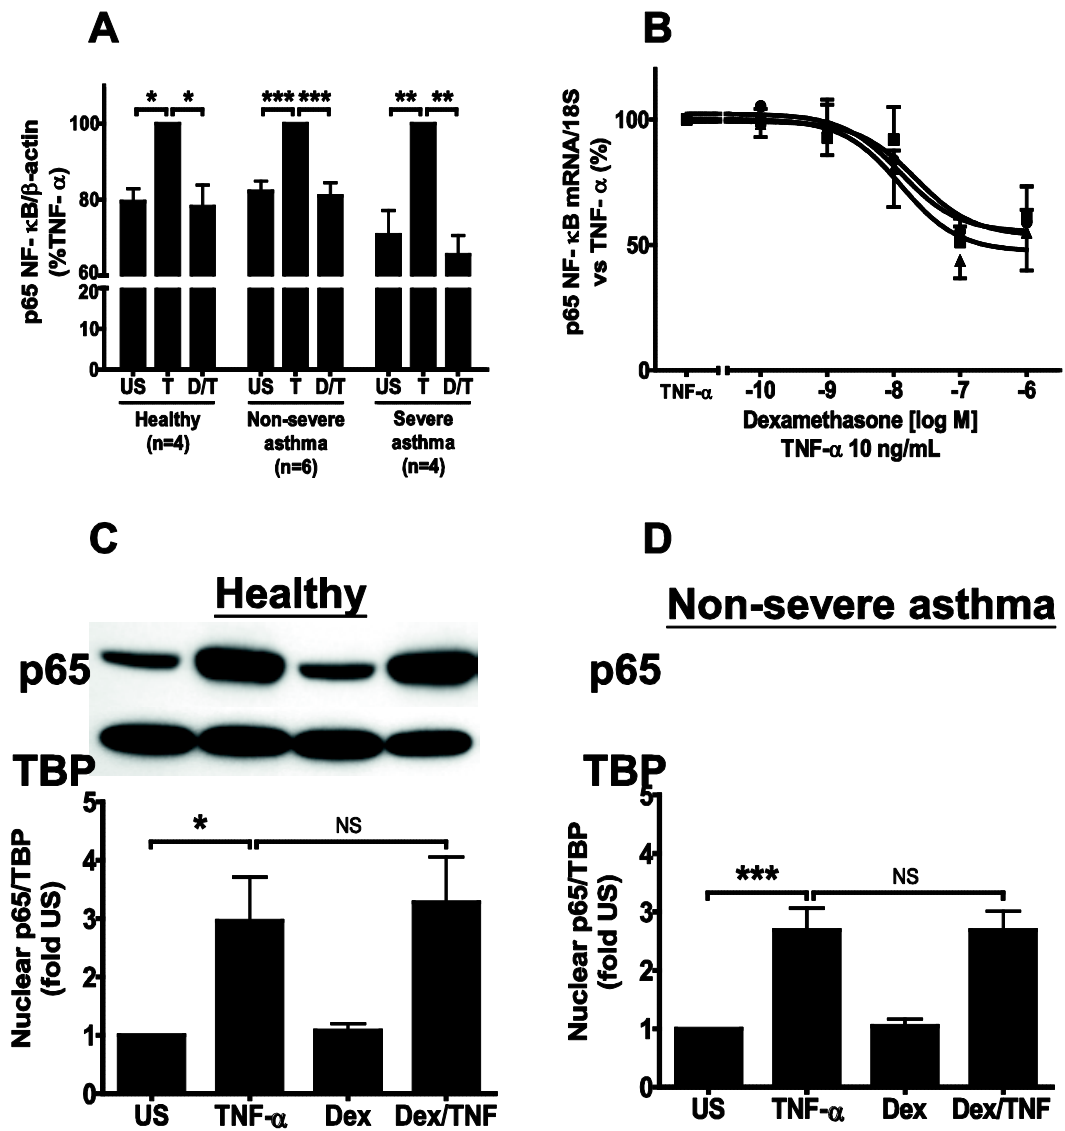 A
p65 NF- κB/β-actin
(%TNF- α)
100
80
60
20
10
0
* *
*** ***
** **
US T D/T
US T D/T
US T D/T
Healthy
(n=4)
Non-severe
asthma
(n=6)
Severe
asthma
(n=4)
B
p65 NF- κB mRNA/18S
vs TNF- α (%)
100
50
0
TNF-α -10 -9 -8 -7 -6
Dexamethasone [log M]
TNF-α 10 ng/mL
C
Healthy
p65
TBP
Nuclear p65/TBP
(fold US)
5
4
3
2
1
0
* NS
US TNF-α Dex Dex/TNF
D
Non-severe asthma
p65
TBP
Nuclear p65/TBP
(fold US)
5
4
3
2
1
0
*** NS
US TNF-α Dex Dex/TNF